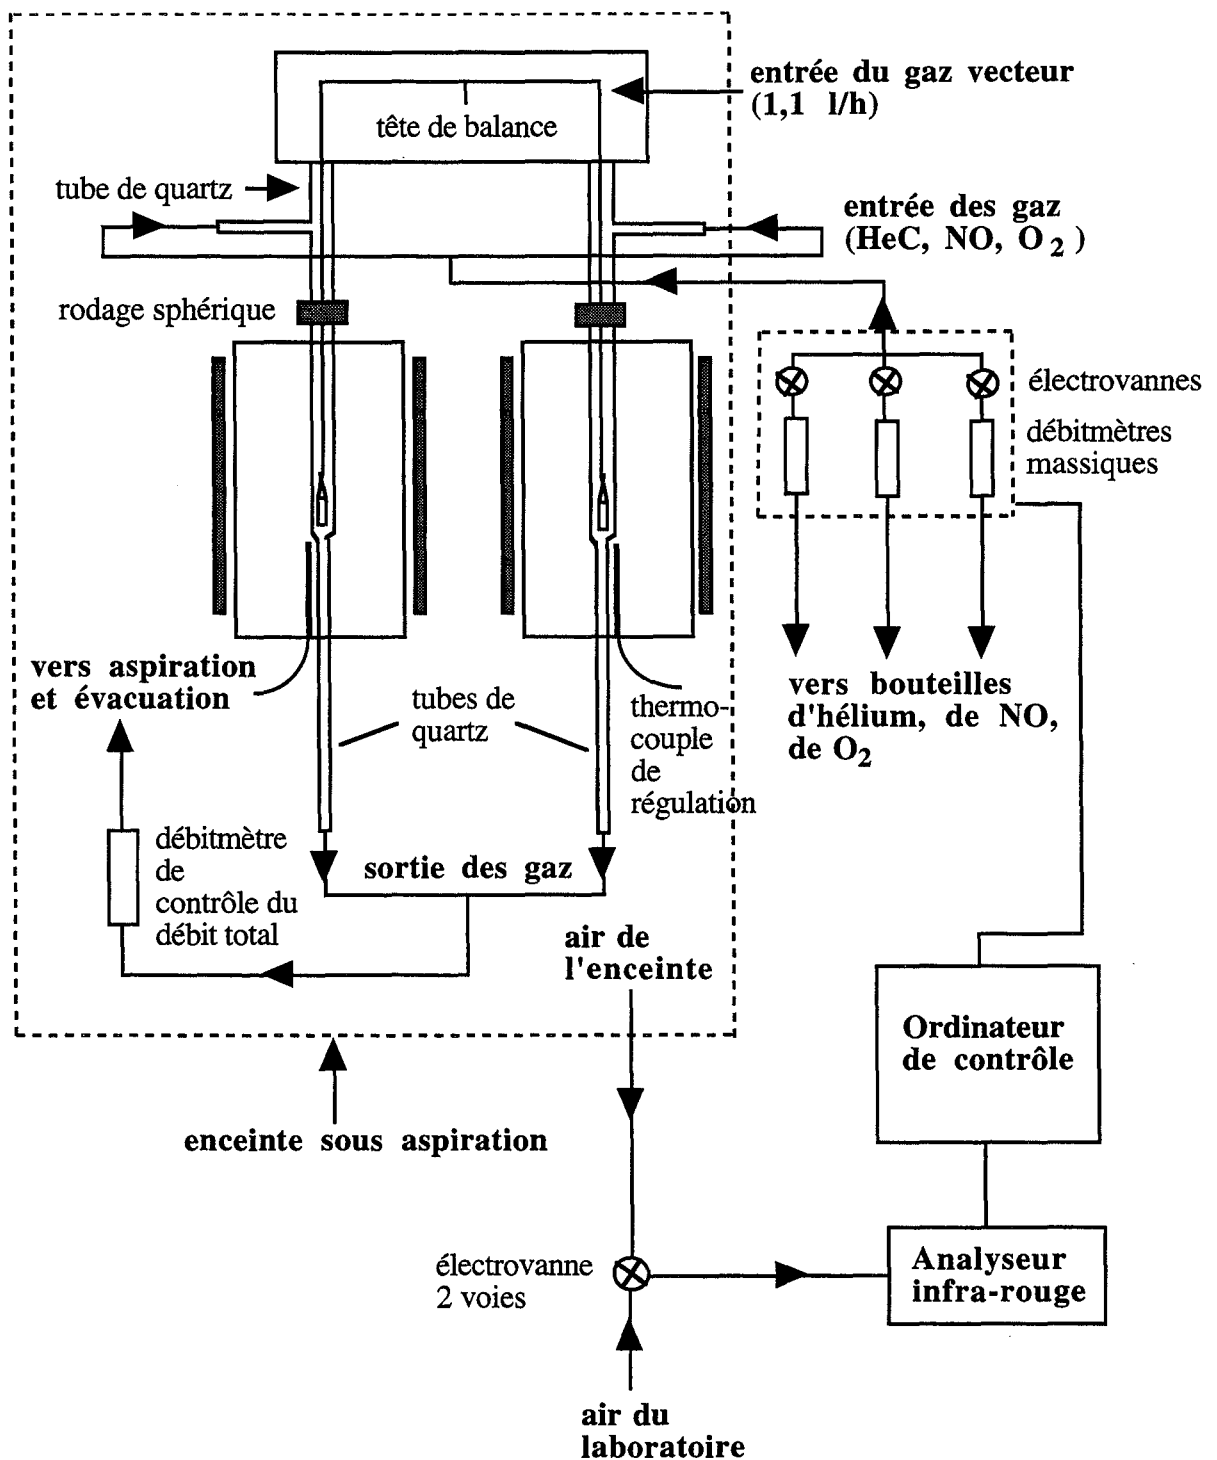 entrée du gaz vecteur
(1,1 l/h)
tête de balance
tube de quartz
entrée des gaz
(HeC, NO, O2 )
rodage sphérique
électrovannes
débitmètres
massiques
vers aspiration
et évacuation
tubes de
quartz
thermo-
couple
de
régulation
vers bouteilles
d'hélium, de NO,
de O2
débitmètre
de
contrôle du
débit total
sortie des gaz
air de
l'enceinte
Ordinateur
de contrôle
enceinte sous aspiration
électrovanne
2 voies
Analyseur
infra-rouge
air du
laboratoire